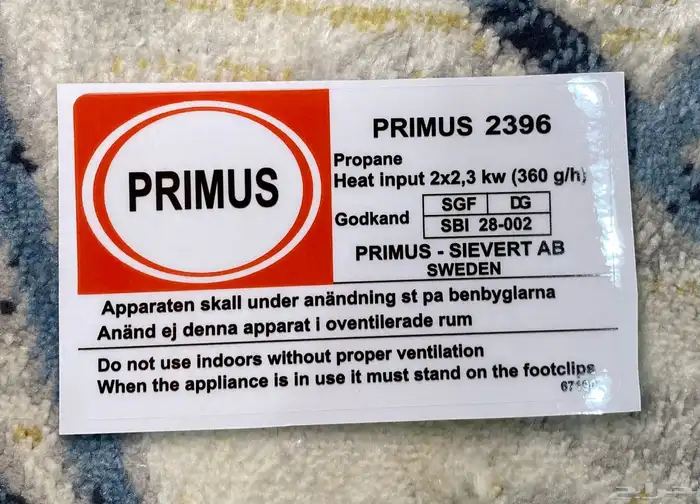 PRIMUS
PRIMUS 2396
Propane
Heat input 2x2,3 kw (360 g/h)
Godkand
SGF DG
SBI 28-002
PRIMUS - SIEVERT AB
SWEDEN
Apparaten skall under anändning st pa benbyglarna
Anänd ej denna apparat i oventilerade rum
Do not use indoors without proper ventilation
When the appliance is in use it must stand on the footclips